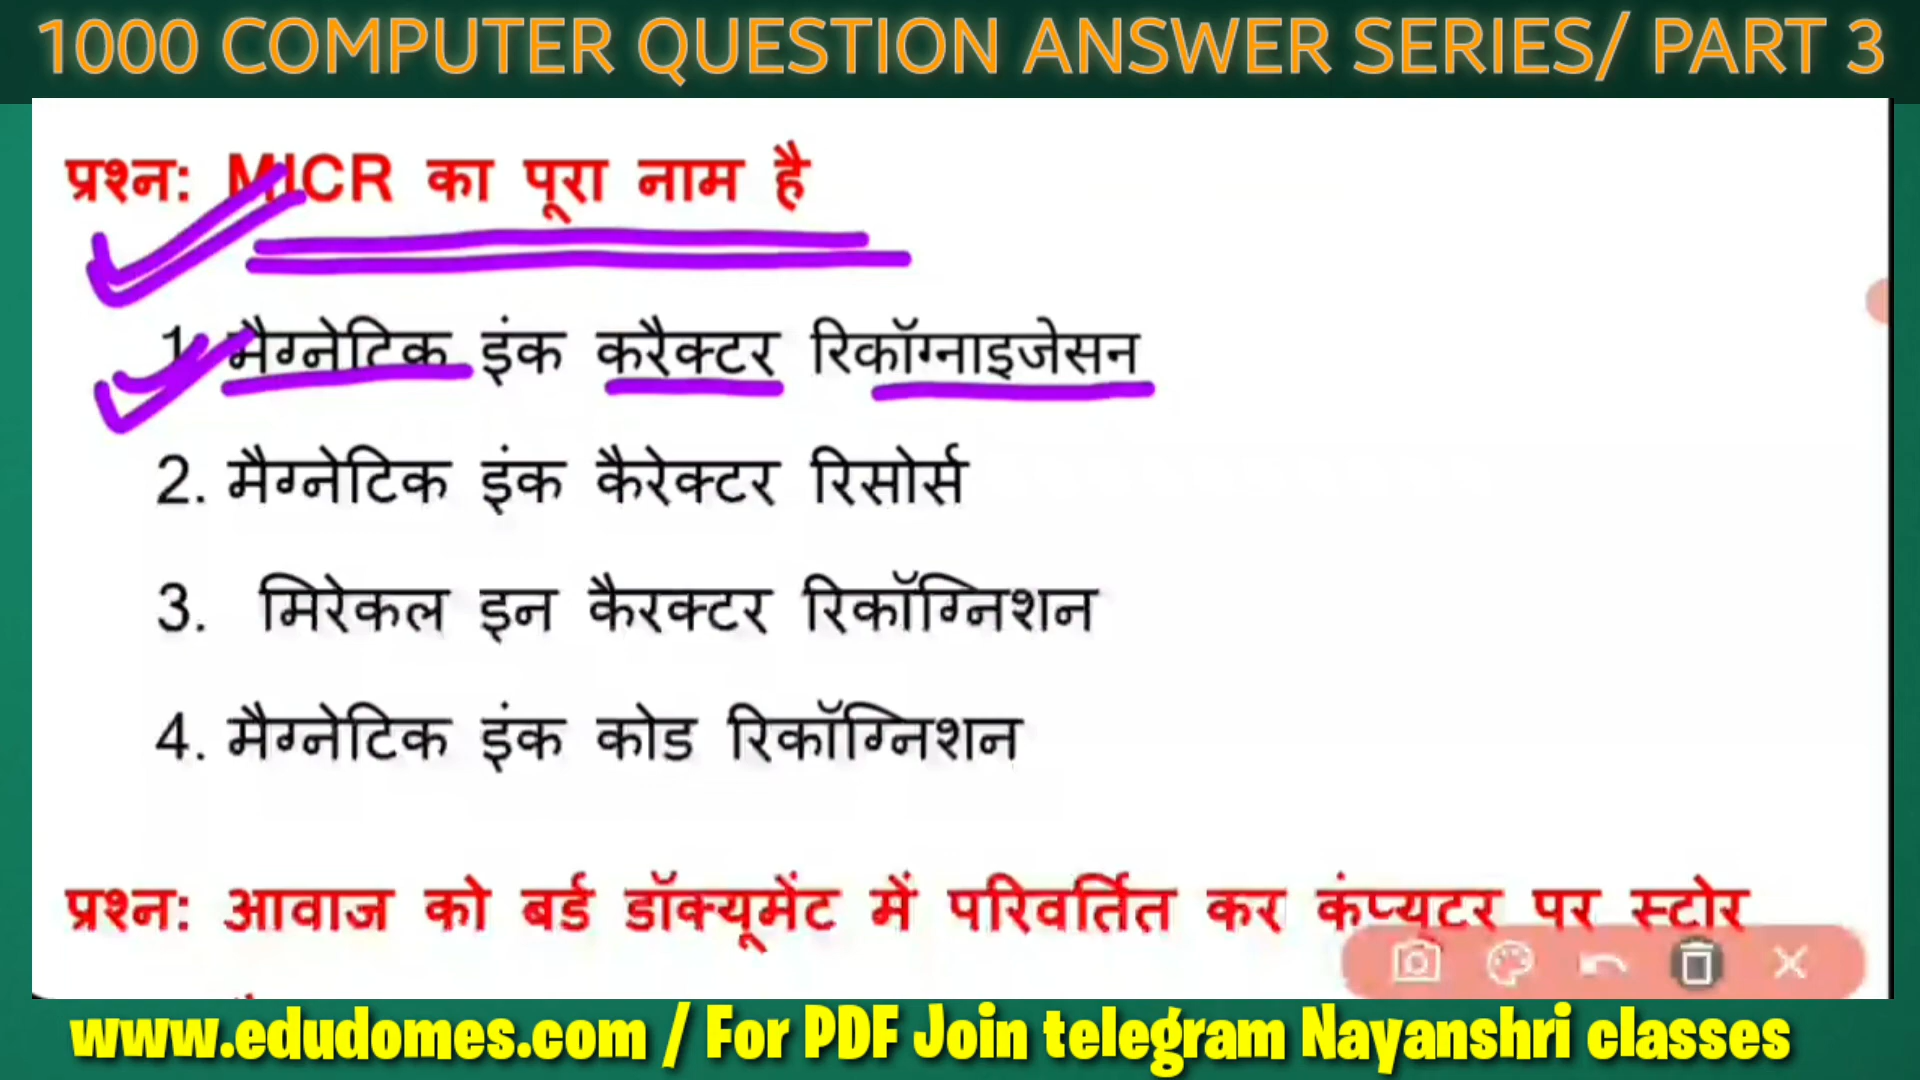 1000 COMPUTER QUESTION ANSWER SERIES/ PART 3
प्रश्न: MICR का पूरा नाम है
1. मैग्नेटिक इंक करैक्टर रिकॉग्नाइजेसन
2. मैग्नेटिक इंक कैरेक्टर रिसोर्स
3. मिरेकल इन कैरक्टर रिकॉग्निशन
4. मैग्नेटिक इंक कोड रिकॉग्निशन
प्रश्न: आवाज को बर्ड डॉक्यूमेंट में परिवर्तित कर कंप्यूटर पर स्टोर
www.edudomes.com / For PDF Join telegram Nayanshri classes